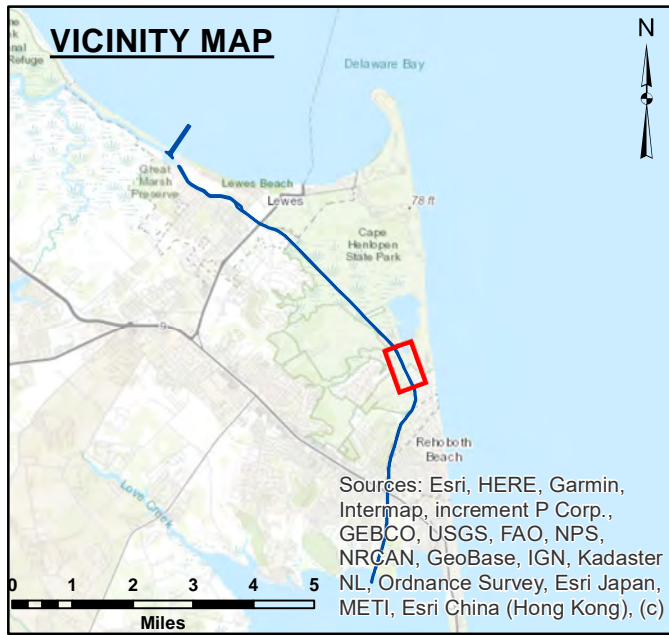 VICINITY MAP
N
Delaware Bay
Refuge
Great
Marsh
Preserve
Lewes Beach
Lewes
78 ft
Cape
Henlopen
State Park
9
Rehoboth
Beach
Love Creek
Sources: Esri, HERE, Garmin,
Intermap, increment P Corp.,
GEBCO, USGS, FAO, NPS,
NRCAN, GeoBase, IGN, Kadaster
NL, Ordnance Survey, Esri Japan,
METI, Esri China (Hong Kong), (c)
0 1 2 3 4 5
Miles